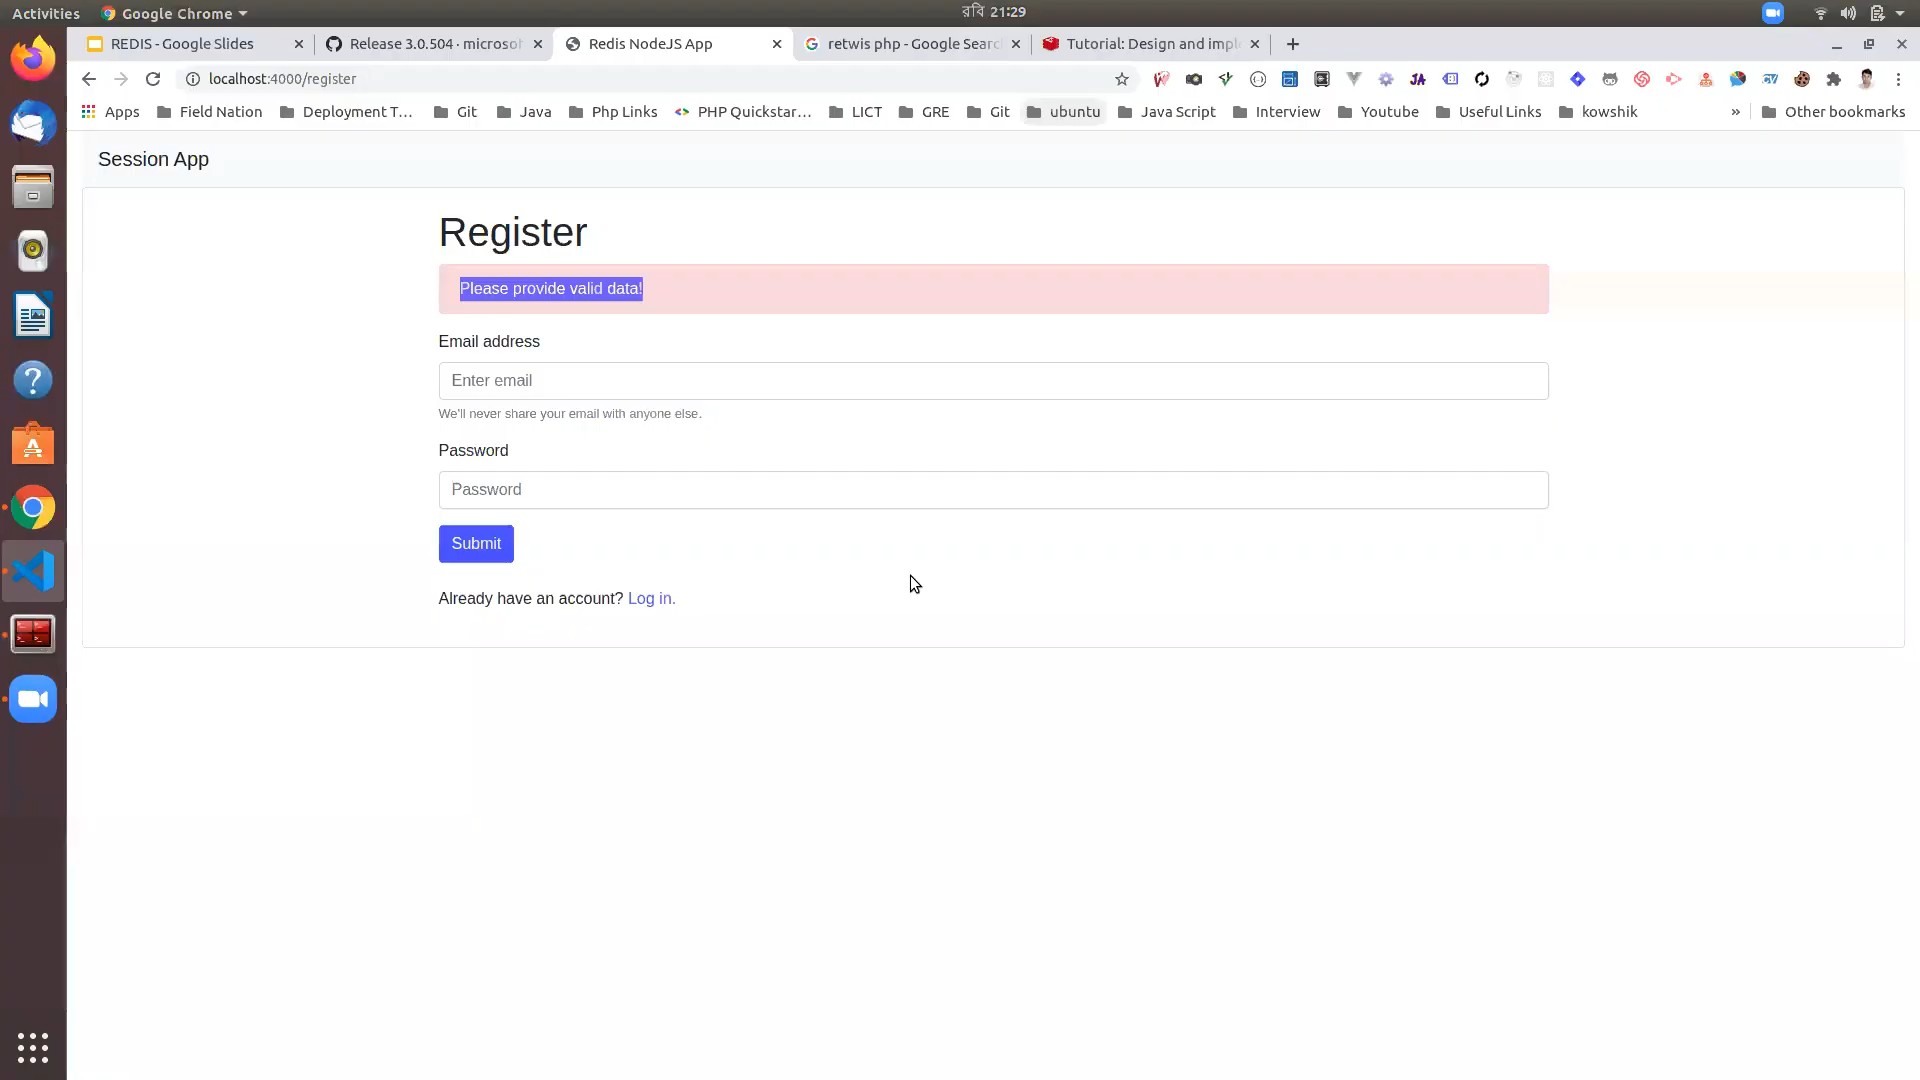 Activities Google Chrome রবি 21:29
REDIS - Google Slides Release 3.0.504 · microsof Redis NodeJS App retwis php - Google Searc Tutorial: Design and imple
localhost:4000/register
Apps Field Nation Deployment T... Git Java Php Links PHP Quickstar... LICT GRE Git ubuntu Java Script Interview Youtube Useful Links kowshik » Other bookmarks
Session App
Register
Please provide valid data!
Email address
Enter email
We'll never share your email with anyone else.
Password
Password
Submit
Already have an account? Log in.